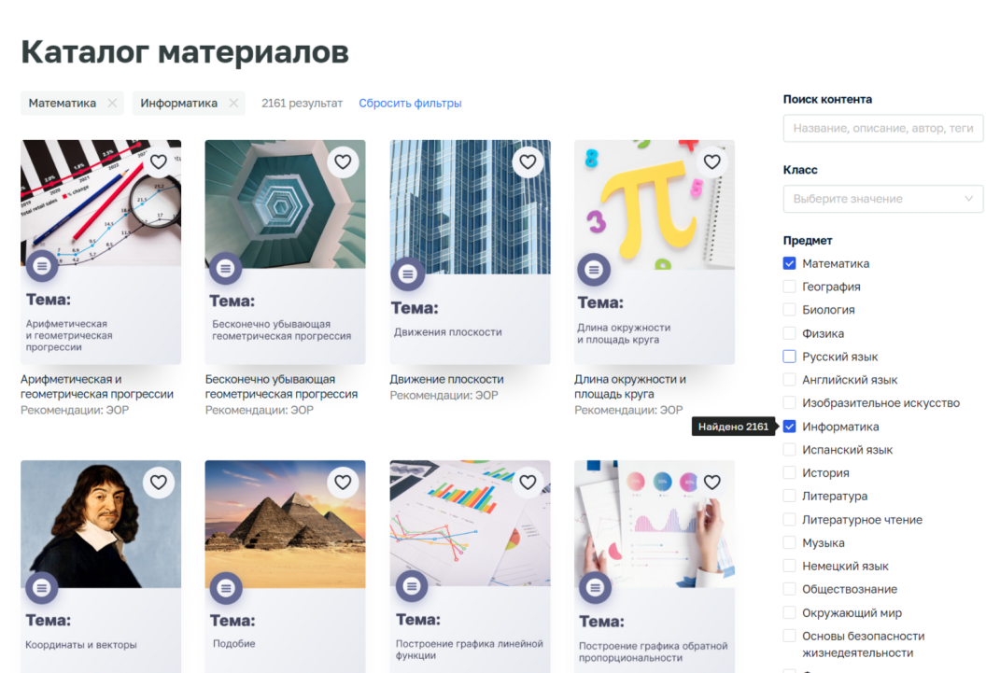 Каталог материалов
Математика
Информатика
2161 результат
Сбросить фильтры
Тема:
Арифметическая
и геометрическая
прогрессии
Арифметическая и
геометрическая прогрессии
Рекомендации: ЭОР
Тема:
Бесконечно убывающая
геометрическая прогрессия
Бесконечно убывающая
геометрическая прогрессия
Рекомендации: ЭОР
Тема:
Движения плоскости
Движение плоскости
Рекомендации: ЭОР
Тема:
Длина окружности
и площадь круга
Длина окружности и
площадь круга
Рекомендации: ЭОР
Тема:
Координаты и векторы
Тема:
Подобие
Тема:
Построение графика линейной
функции
Тема:
Построение графика обратной
пропорциональности
Поиск контента
Название, описание, автор, теги
Класс
Выберите значение
Предмет
Математика
География
Биология
Физика
Русский язык
Английский язык
Изобразительное искусство
Найдено 2161
Информатика
Испанский язык
История
Литература
Литературное чтение
Музыка
Немецкий язык
Обществознание
Окружающий мир
Основы безопасности
жизнедеятельности